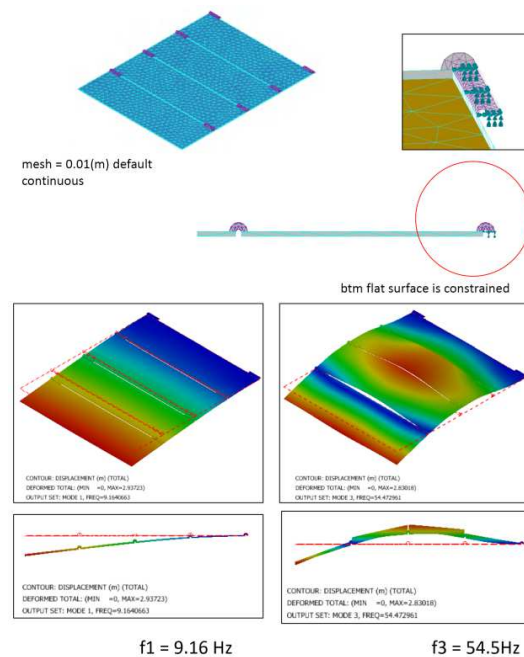 mesh = 0.01(m) default
continuous
btm flat surface is constrained
CONTOUR: DISPLACEMENT (m) (TOTAL)
DEFORMED TOTAL: (MIN =0, MAX=2.93723)
OUTPUT SET: MODE 1, FREQ=9.1640663
CONTOUR: DISPLACEMENT (m) (TOTAL)
DEFORMED TOTAL: (MIN =0, MAX=2.83018)
OUTPUT SET: MODE 3, FREQ=54.472961
CONTOUR: DISPLACEMENT (m) (TOTAL)
DEFORMED TOTAL: (MIN =0, MAX=2.93723)
OUTPUT SET: MODE 1, FREQ=9.1640663
CONTOUR: DISPLACEMENT (m) (TOTAL)
DEFORMED TOTAL: (MIN =0, MAX=2.83018)
OUTPUT SET: MODE 3, FREQ=54.472961
f1 = 9.16 Hz
f3 = 54.5Hz